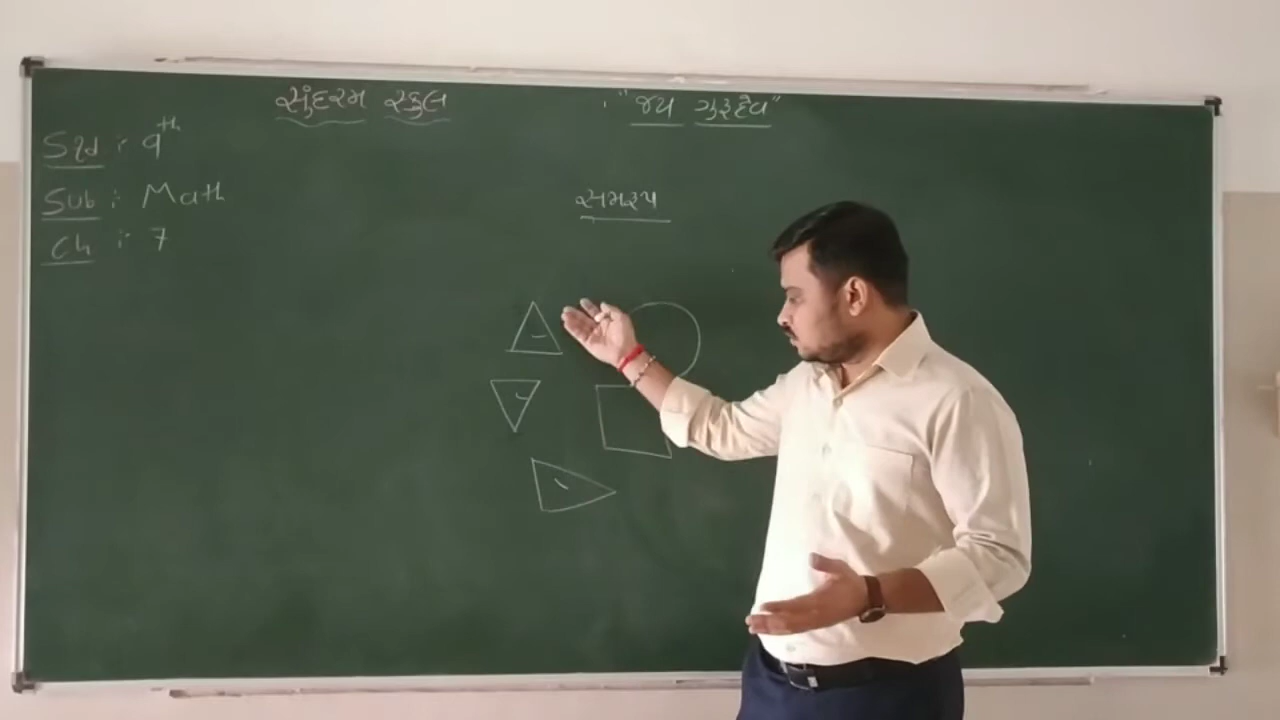 સુંદરમ સ્કુલ
"જય ગુરૂદેવ"
Std : 9th
Sub : Math
Ch : 7
સમરૂપ